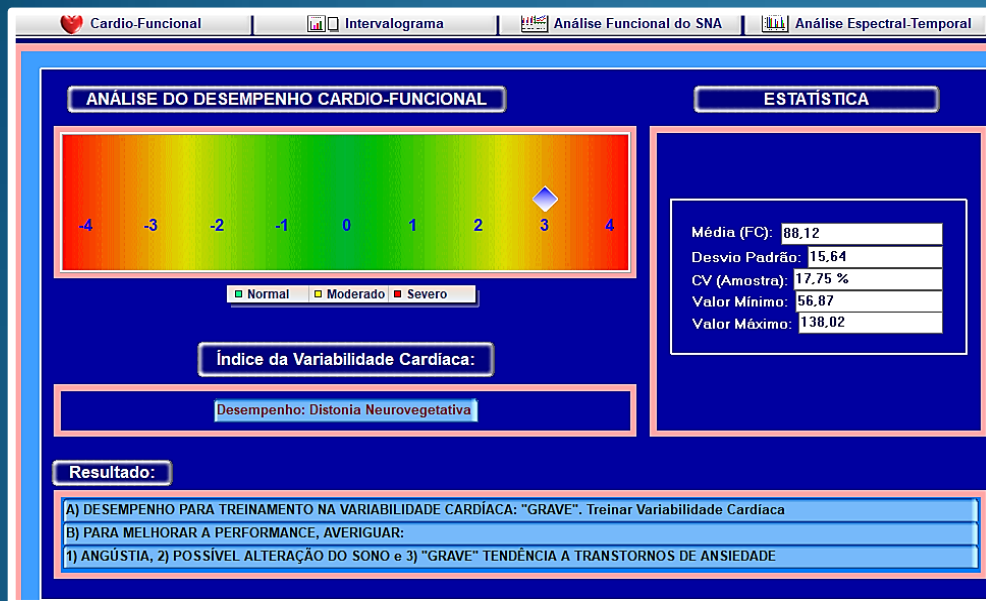 Cardio-Funcional
Intervalograma
Análise Funcional do SNA
Análise Espectral-Temporal
ANÁLISE DO DESEMPENHO CARDIO-FUNCIONAL
-4 -3 -2 -1 0 1 2 3 4
Normal Moderado Severo
Índice da Variabilidade Cardíaca:
Desempenho: Distonia Neurovegetativa
ESTATÍSTICA
Média (FC): 88,12
Desvio Padrão: 15,64
CV (Amostra): 17,75 %
Valor Mínimo: 56,87
Valor Máximo: 138,02
Resultado:
A) DESEMPENHO PARA TREINAMENTO NA VARIABILIDADE CARDÍACA: "GRAVE". Treinar Variabilidade Cardíaca
B) PARA MELHORAR A PERFORMANCE, AVERIGUAR:
1) ANGÚSTIA, 2) POSSÍVEL ALTERAÇÃO DO SONO e 3) "GRAVE" TENDÊNCIA A TRANSTORNOS DE ANSIEDADE